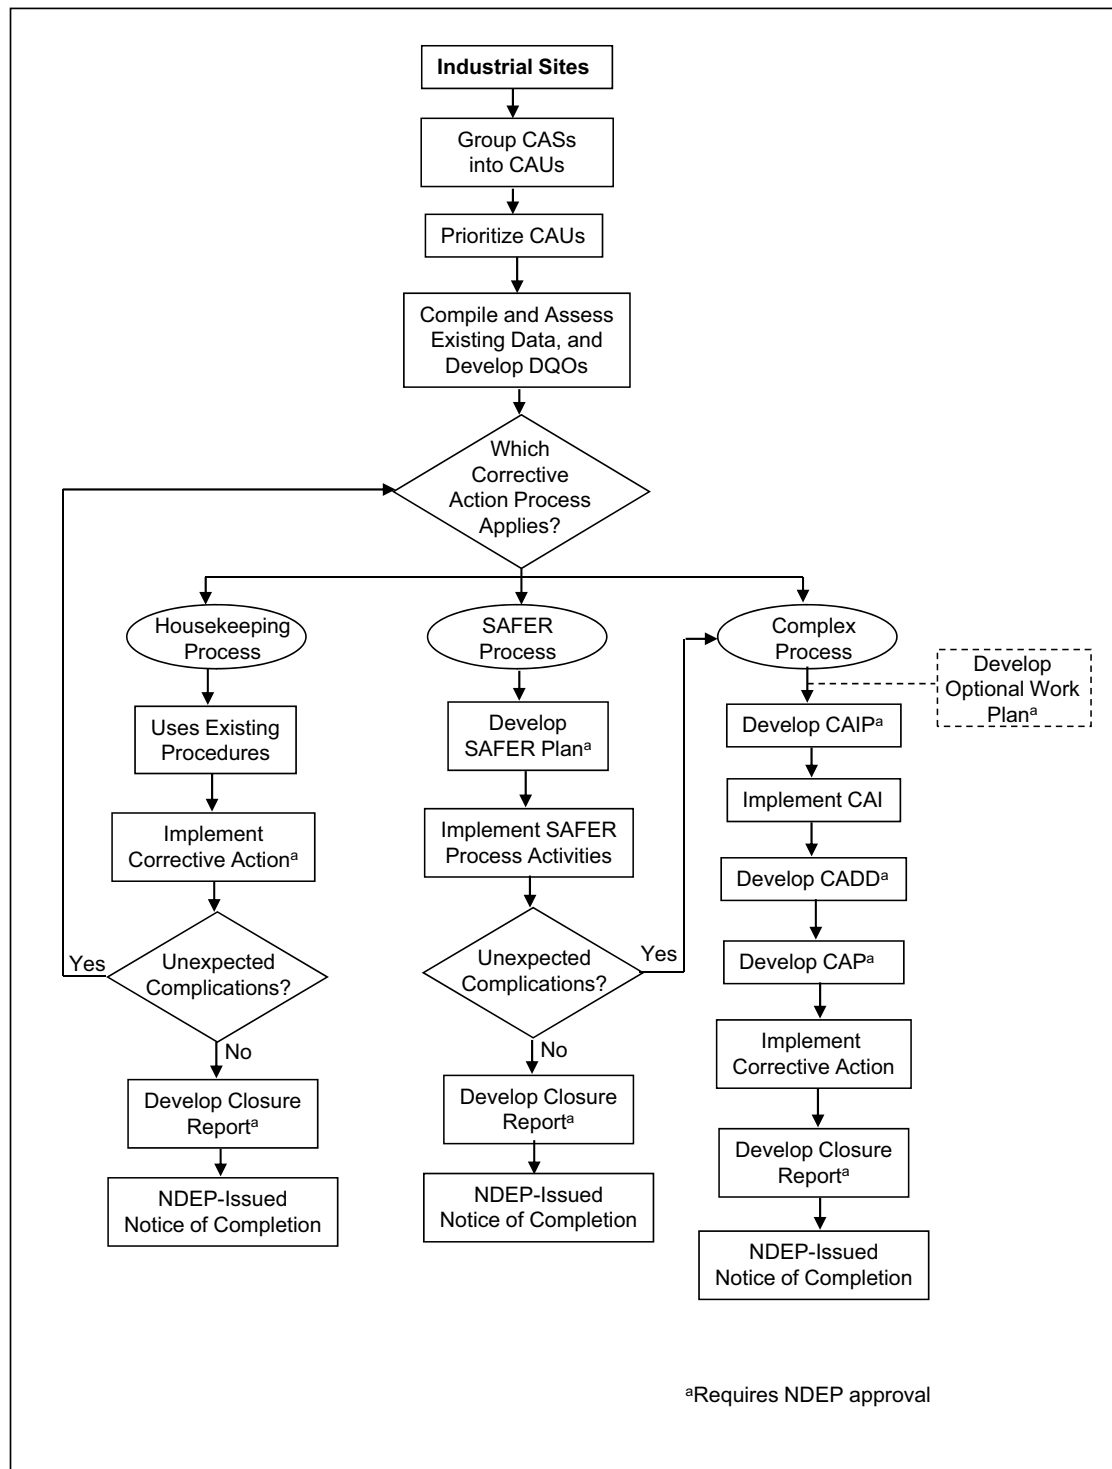 Industrial Sites
Group CASs
into CAUs
Prioritize CAUs
Compile and Assess
Existing Data, and
Develop DQOs
Which
Corrective
Action Process
Applies?
Housekeeping
Process
Uses Existing
Procedures
Implement
Corrective Actionᵃ
Yes
Unexpected
Complications?
No
Develop Closure
Reportᵃ
NDEP-Issued
Notice of Completion
SAFER
Process
Develop
SAFER Planᵃ
Implement SAFER
Process Activities
Unexpected
Complications?
Yes
No
Develop Closure
Reportᵃ
NDEP-Issued
Notice of Completion
Complex
Process
Develop
Optional Work
Planᵃ
Develop CAIPᵃ
Implement CAI
Develop CADDᵃ
Develop CAPᵃ
Implement
Corrective Action
Develop Closure
Reportᵃ
NDEP-Issued
Notice of Completion
ᵃRequires NDEP approval